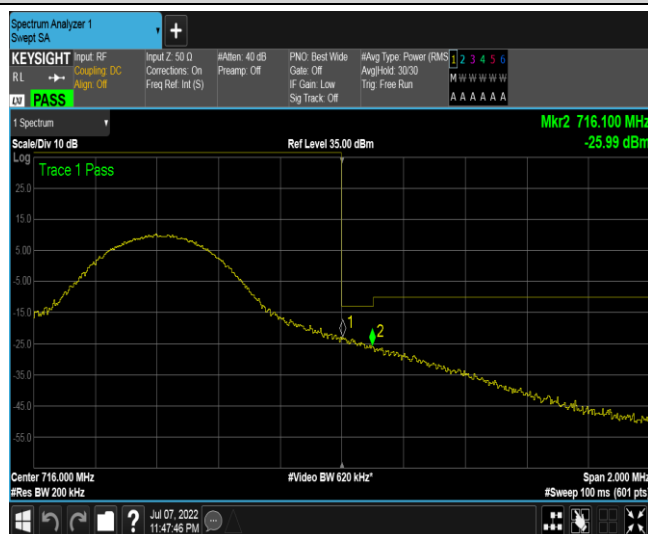 Spectrum Analyzer 1
Swept SA
+
KEYSIGHT Input: RF Input Z: 50 Ω #Atten: 40 dB PNO: Best Wide #Avg Type: Power (RMS 1 2 3 4 5 6
RL Coupling: DC Corrections: On Preamp: Off Gate: Off Avg|Hold: 30/30 M W W W W W
Align: Off Freq Ref: Int (S) IF Gain: Low Trig: Free Run
LXI PASS Sig Track: Off A A A A A A
1 Spectrum Mkr2 716.100 MHz
Scale/Div 10 dB Ref Level 35.00 dBm -25.99 dBm
Log
Trace 1 Pass
25.0
15.0
5.00
-5.00
-15.0
1
2
-25.0
-35.0
-45.0
-55.0
Center 716.000 MHz #Video BW 620 kHz* Span 2.000 MHz
#Res BW 200 kHz #Sweep 100 ms (601 pts)
? Jul 07, 2022
11:47:46 PM